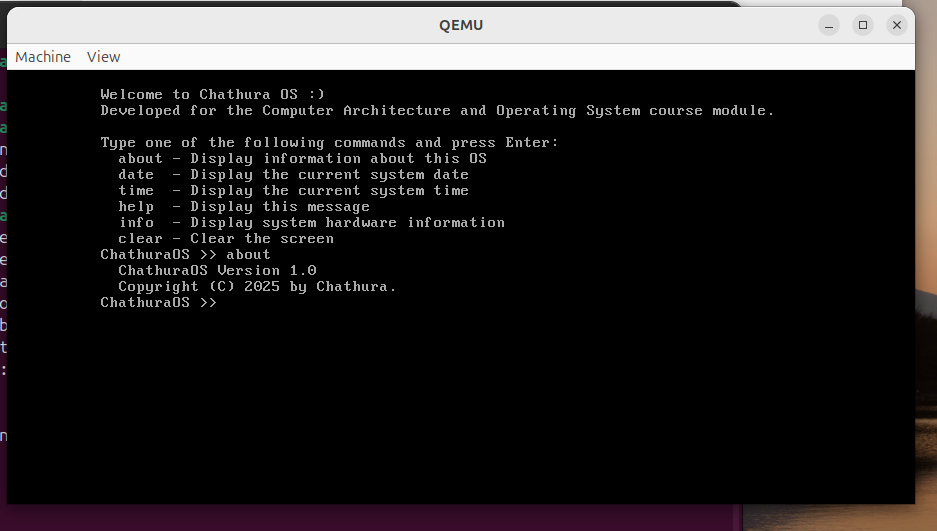 QEMU
Machine View
Welcome to Chathura OS :)
Developed for the Computer Architecture and Operating System course module.
Type one of the following commands and press Enter:
about - Display information about this OS
date - Display the current system date
time - Display the current system time
help - Display this message
info - Display system hardware information
clear - Clear the screen
ChathuraOS >> about
ChathuraOS Version 1.0
Copyright (C) 2025 by Chathura.
ChathuraOS >>